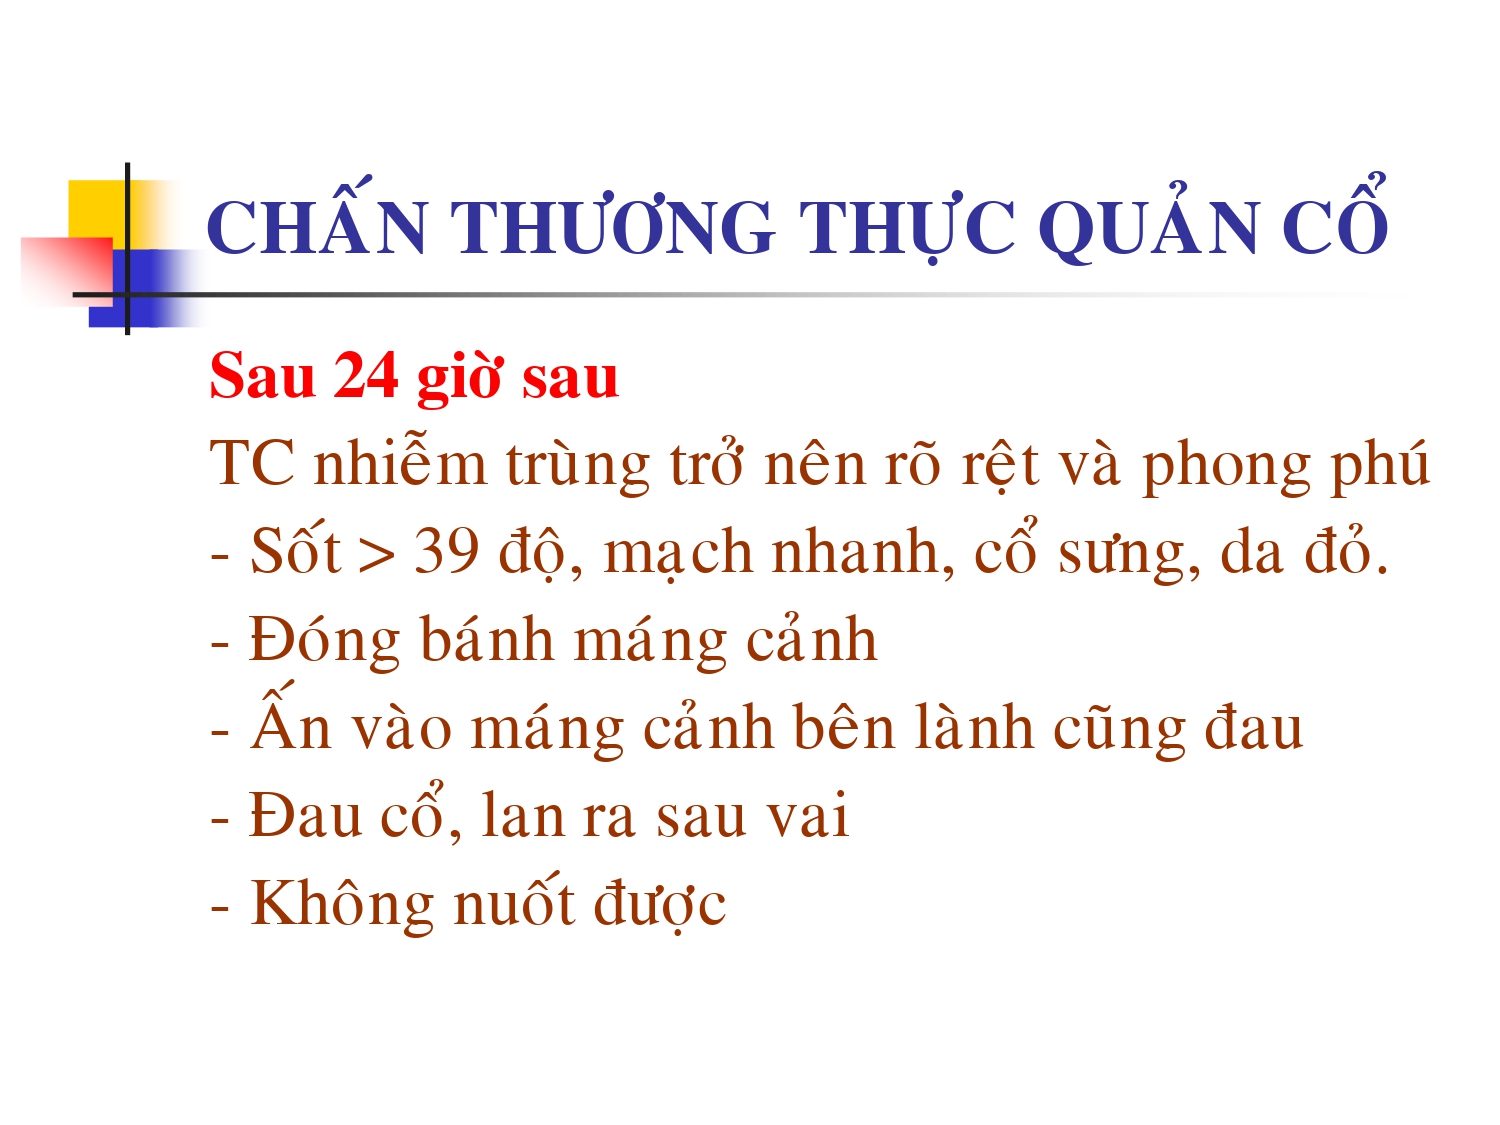 CHẤN THƯƠNG THỰC QUẢN CỔ
Sau 24 giờ sau
TC nhiễm trùng trở nên rõ rệt và phong phú
- Sốt > 39 độ, mạch nhanh, cổ sưng, da đỏ.
- Đóng bánh máng cảnh
- Ấn vào máng cảnh bên lành cũng đau
- Đau cổ, lan ra sau vai
- Không nuốt được